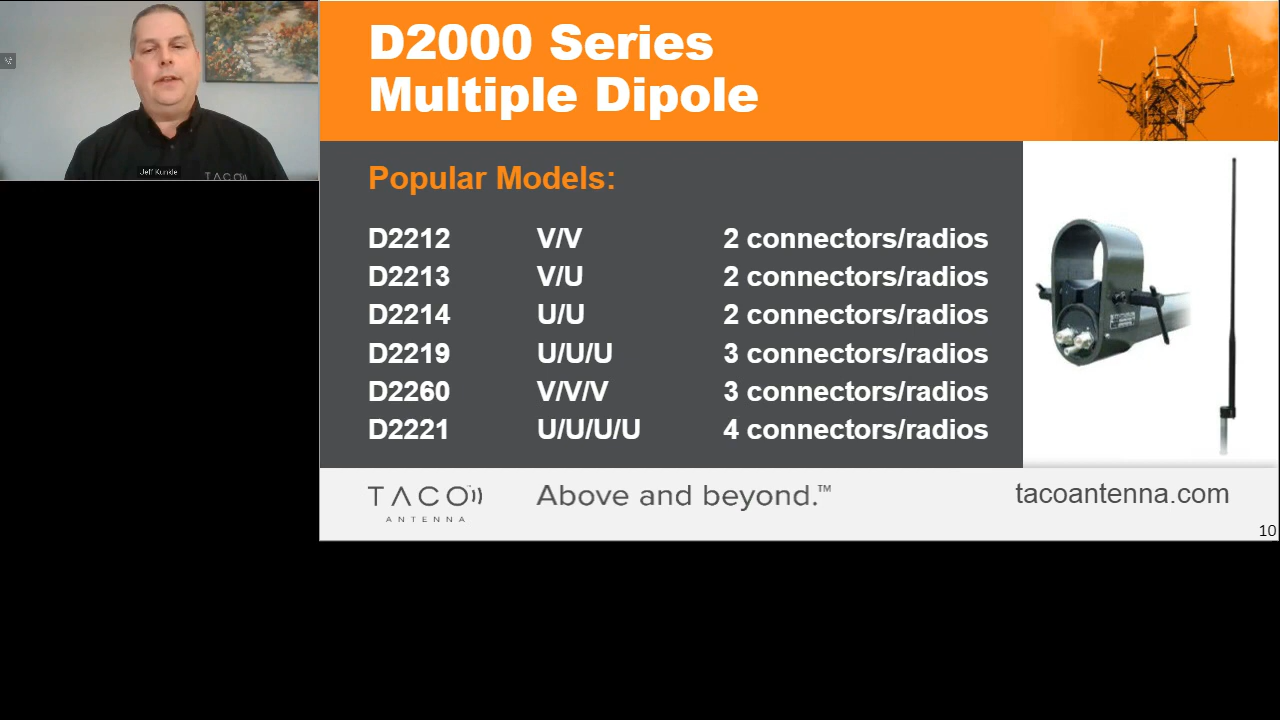 D2000 Series
Multiple Dipole
Jeff Kunkle
TACO
Popular Models:
D2212 V/V 2 connectors/radios
D2213 V/U 2 connectors/radios
D2214 U/U 2 connectors/radios
D2219 U/U/U 3 connectors/radios
D2260 V/V/V 3 connectors/radios
D2221 U/U/U/U 4 connectors/radios
TACO
ANTENNA
Above and beyond.™
tacoantenna.com
10